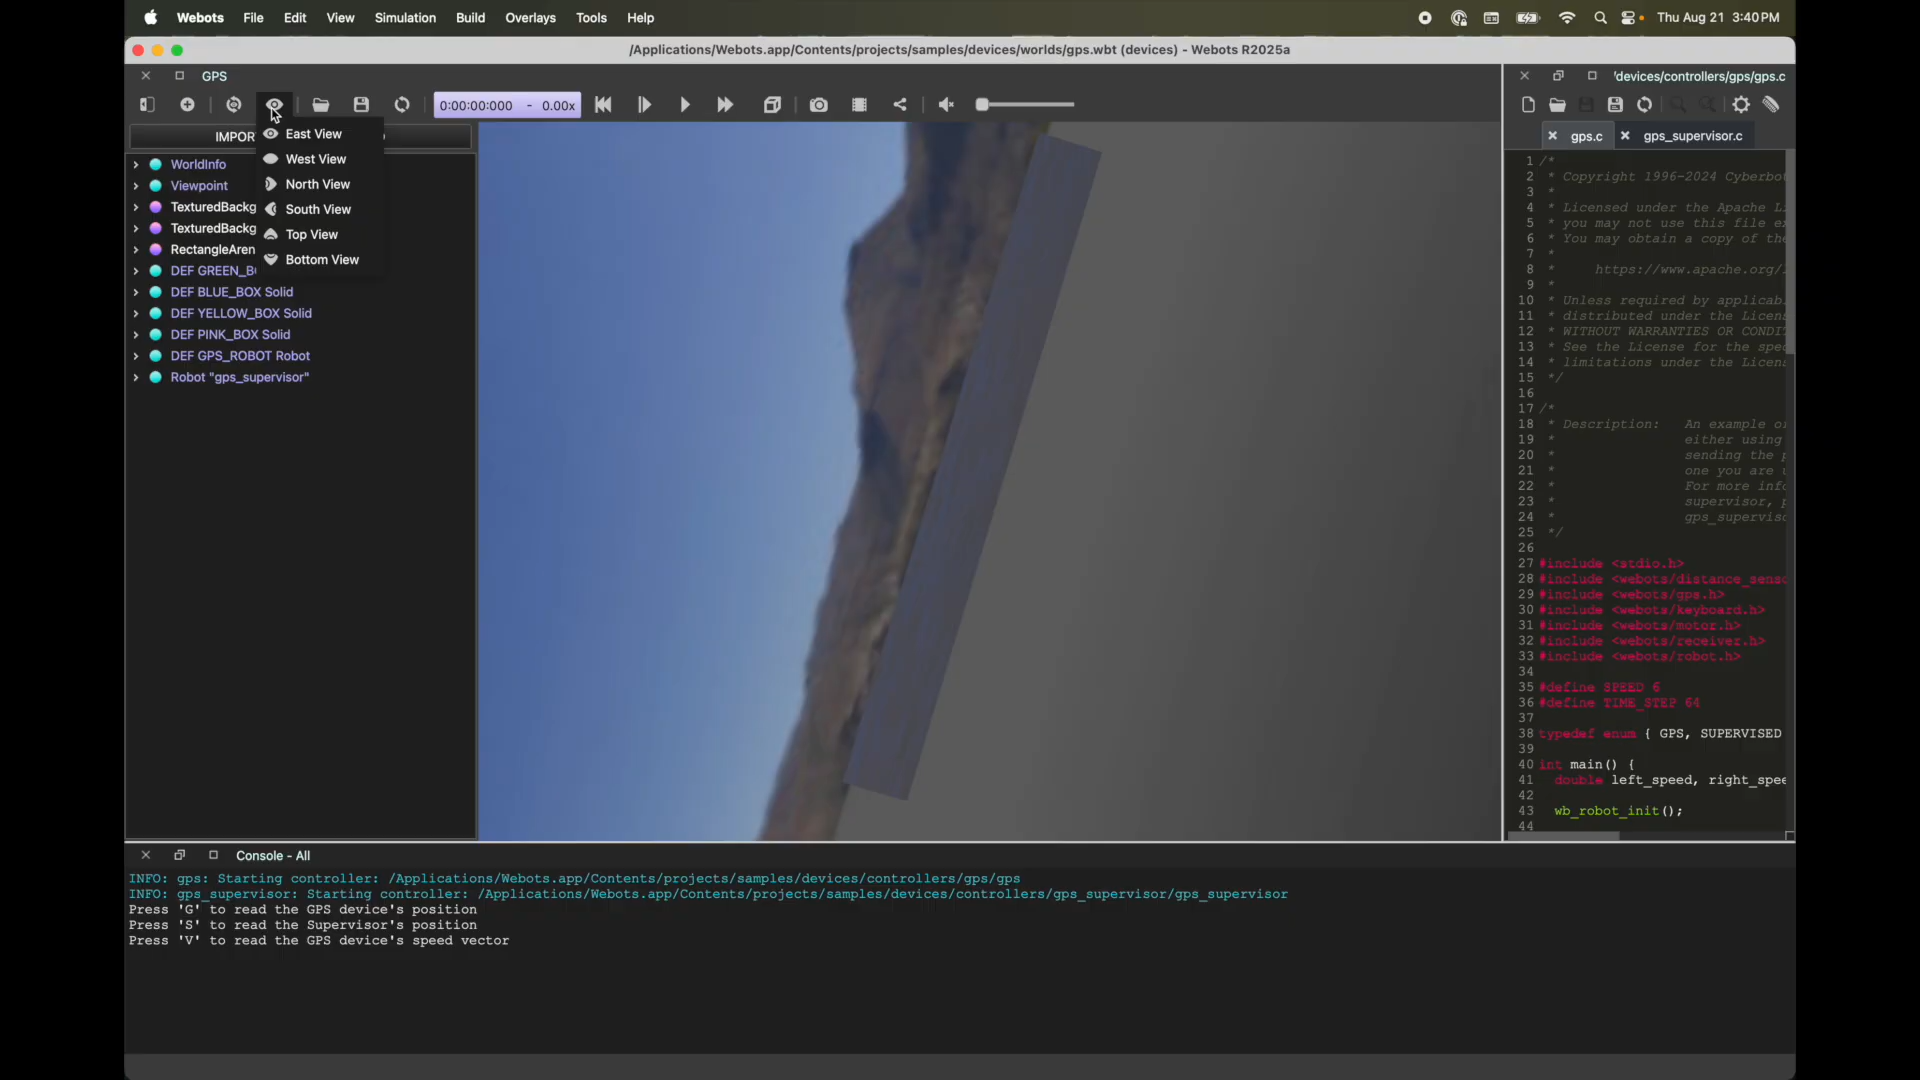 Webots File Edit View Simulation Build Overlays Tools Help
Thu Aug 21 3:40 PM
/Applications/Webots.app/Contents/projects/samples/devices/worlds/gps.wbt (devices) - Webots R2025a
GPS
0:00:00:000 - 0.00x
IMPOR
East View
West View
North View
South View
Top View
Bottom View
WorldInfo
Viewpoint
TexturedBackg
TexturedBackg
RectangleAren
DEF GREEN_B
DEF BLUE_BOX Solid
DEF YELLOW_BOX Solid
DEF PINK_BOX Solid
DEF GPS_ROBOT Robot
Robot "gps_supervisor"
'devices/controllers/gps/gps.c
gps.c gps_supervisor.c
1 /*
2 * Copyright 1996-2024 Cyberbo
3 *
4 * Licensed under the Apache L
5 * you may not use this file e
6 * You may obtain a copy of the
7 *
8 * https://www.apache.org/
9 *
10 * Unless required by applicab
11 * distributed under the Licen
12 * WITHOUT WARRANTIES OR CONDI
13 * See the License for the spe
14 * limitations under the Licen
15 */
16
17 /*
18 * Description: An example o
19 * either using
20 * sending the p
21 * one you are u
22 * For more info
23 * supervisor, p
24 * gps_superviso
25 */
26
27 #include <stdio.h>
28 #include <webots/distance_senso
29 #include <webots/gps.h>
30 #include <webots/keyboard.h>
31 #include <webots/motor.h>
32 #include <webots/receiver.h>
33 #include <webots/robot.h>
34
35 #define SPEED 6
36 #define TIME_STEP 64
37
38 typedef enum { GPS, SUPERVISED
39
40 int main() {
41 double left_speed, right_spee
42
43 wb_robot_init();
44
Console - All
INFO: gps: Starting controller: /Applications/Webots.app/Contents/projects/samples/devices/controllers/gps/gps
INFO: gps_supervisor: Starting controller: /Applications/Webots.app/Contents/projects/samples/devices/controllers/gps_supervisor/gps_supervisor
Press 'G' to read the GPS device's position
Press 'S' to read the Supervisor's position
Press 'V' to read the GPS device's speed vector